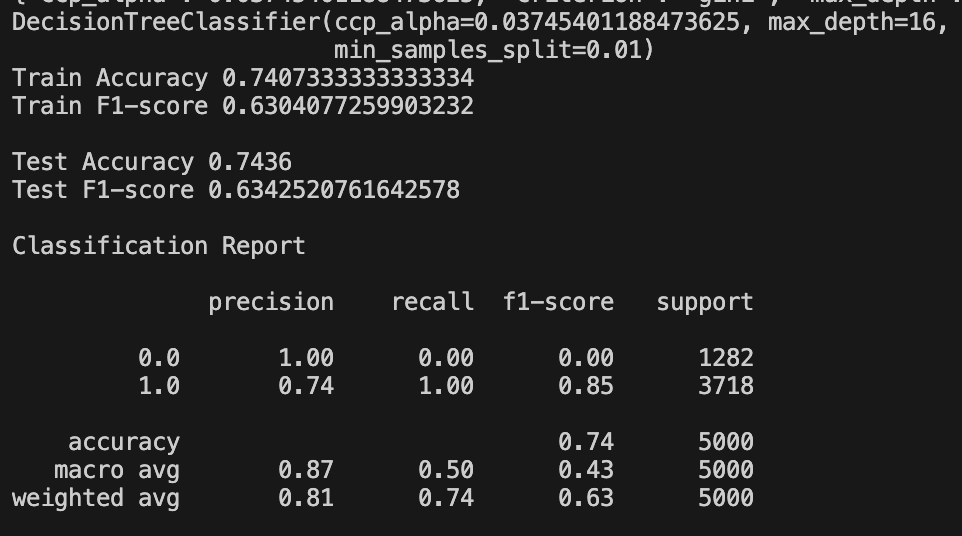 DecisionTreeClassifier(ccp_alpha=0.03745401188473625, max_depth=16,
min_samples_split=0.01)
Train Accuracy 0.7407333333333334
Train F1-score 0.6304077259903232
Test Accuracy 0.7436
Test F1-score 0.6342520761642578
Classification Report
precision recall f1-score support
0.0 1.00 0.00 0.00 1282
1.0 0.74 1.00 0.85 3718
accuracy 0.74 5000
macro avg 0.87 0.50 0.43 5000
weighted avg 0.81 0.74 0.63 5000